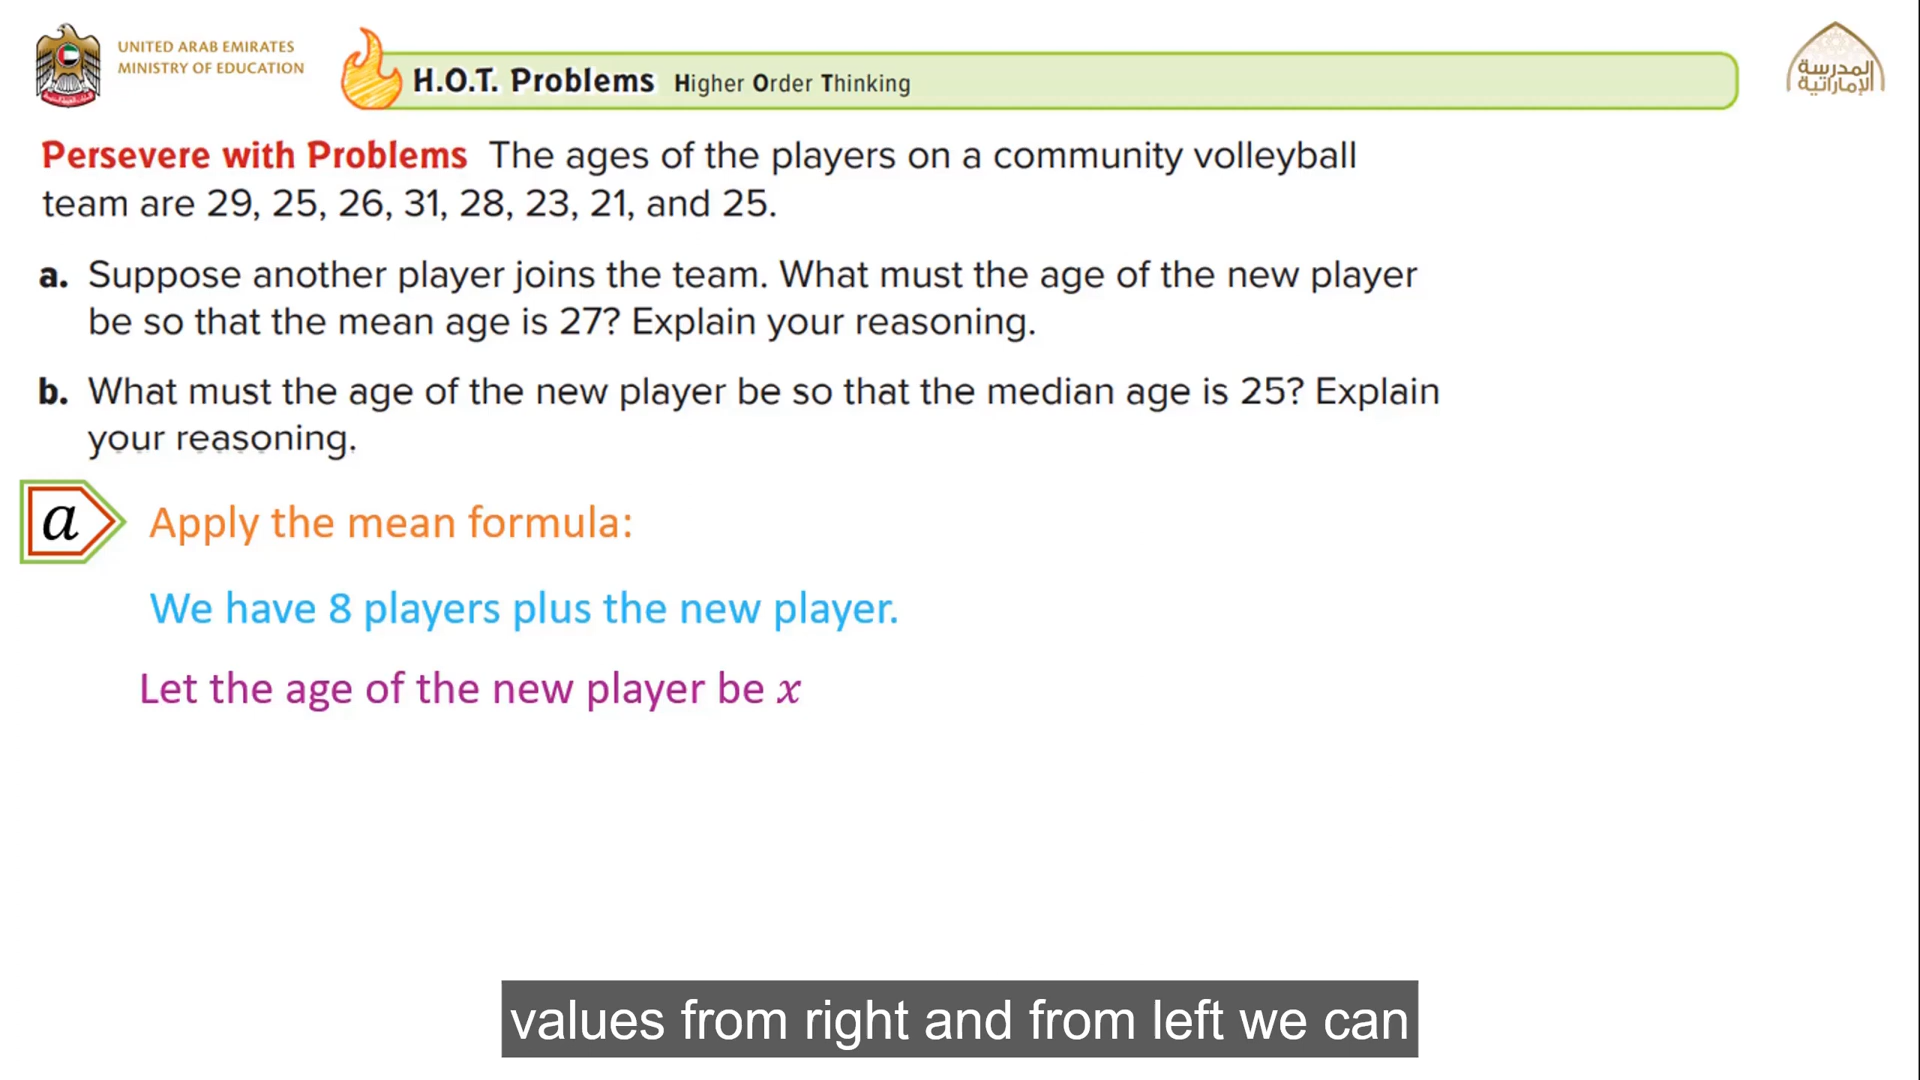 UNITED ARAB EMIRATES
MINISTRY OF EDUCATION
H.O.T. Problems Higher Order Thinking
المدرسة
الإماراتية
Persevere with Problems The ages of the players on a community volleyball
team are 29, 25, 26, 31, 28, 23, 21, and 25.
a. Suppose another player joins the team. What must the age of the new player
be so that the mean age is 27? Explain your reasoning.
b. What must the age of the new player be so that the median age is 25? Explain
your reasoning.
a Apply the mean formula:
We have 8 players plus the new player.
Let the age of the new player be x
values from right and from left we can